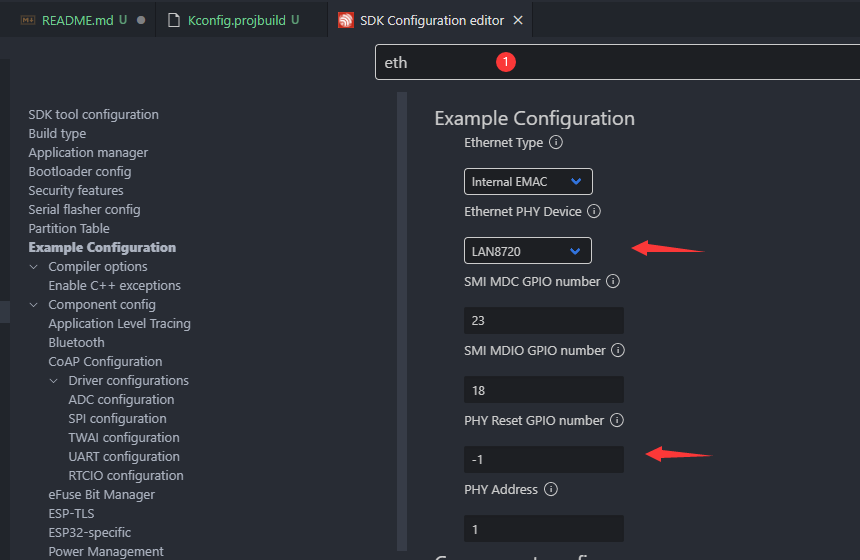 README.md U
Kconfig.projbuild U
SDK Configuration editor
eth
1
SDK tool configuration
Build type
Application manager
Bootloader config
Security features
Serial flasher config
Partition Table
Example Configuration
Compiler options
Enable C++ exceptions
Component config
Application Level Tracing
Bluetooth
CoAP Configuration
Driver configurations
ADC configuration
SPI configuration
TWAI configuration
UART configuration
RTCIO configuration
eFuse Bit Manager
ESP-TLS
ESP32-specific
Power Management
Example Configuration
Ethernet Type
Internal EMAC
Ethernet PHY Device
LAN8720
SMI MDC GPIO number
23
SMI MDIO GPIO number
18
PHY Reset GPIO number
-1
PHY Address
1